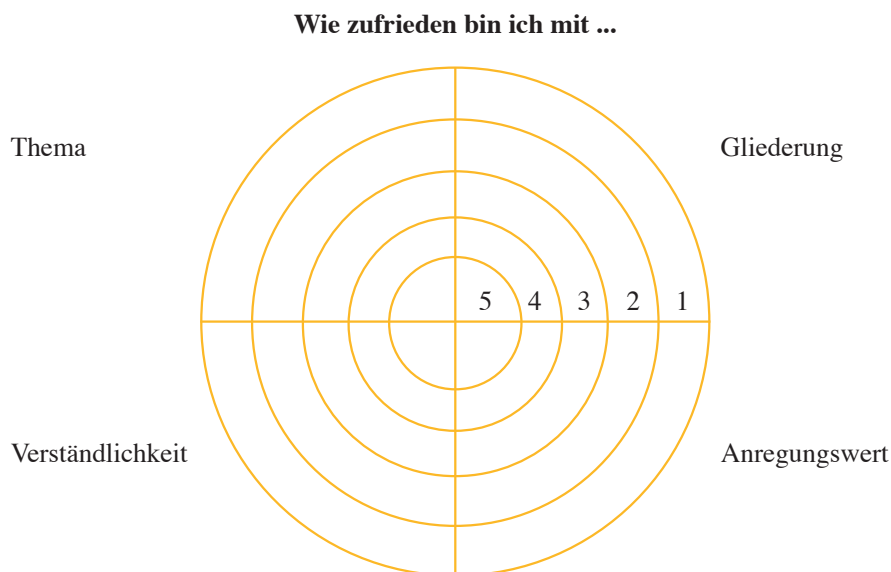 Wie zufrieden bin ich mit ...
Thema
Gliederung
5 4 3 2 1
Verständlichkeit
Anregungswert